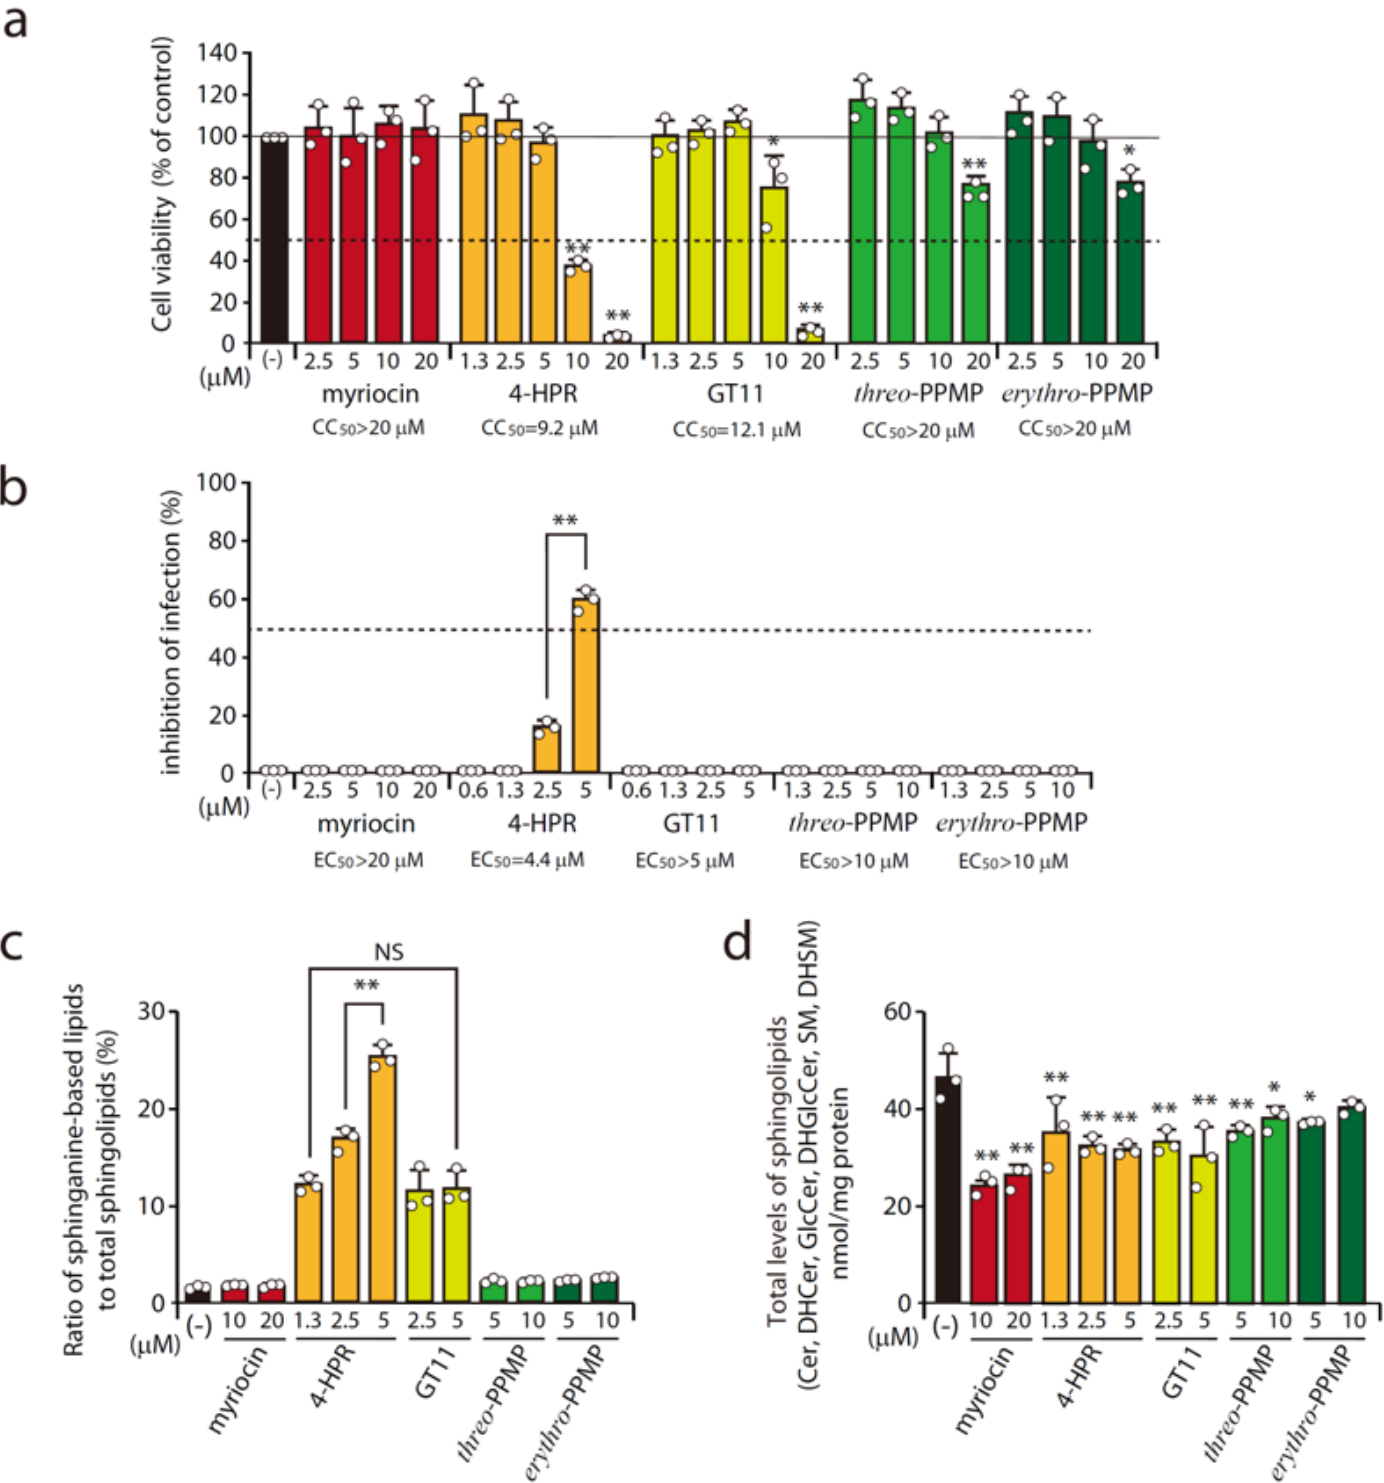 a
Cell viability (% of control)
140
120
100
80
60
40
20
0
*
**
*
**
**
**
(-) 2.5 5 10 20 1.3 2.5 5 10 20 1.3 2.5 5 10 20 2.5 5 10 20 2.5 5 10 20
(μM)
myriocin 4-HPR GT11 threo-PPMP erythro-PPMP
CC50>20 μM CC50=9.2 μM CC50=12.1 μM CC50>20 μM CC50>20 μM
b
inhibition of infection (%)
100
80
60
40
20
0
**
(-) 2.5 5 10 20 0.6 1.3 2.5 5 0.6 1.3 2.5 5 1.3 2.5 5 10 1.3 2.5 5 10
(μM)
myriocin 4-HPR GT11 threo-PPMP erythro-PPMP
EC50>20 μM EC50=4.4 μM EC50>5 μM EC50>10 μM EC50>10 μM
c
Ratio of sphinganine-based lipids
to total sphingolipids (%)
30
20
10
0
NS
**
(-) 10 20 1.3 2.5 5 2.5 5 5 10 5 10
(μM)
myriocin 4-HPR GT11 threo-PPMP erythro-PPMP
d
Total levels of sphingolipids
(Cer, DHCer, GlcCer, DHGlcCer, SM, DHSM)
nmol/mg protein
60
40
20
0
** ** ** ** ** ** ** ** * *
(-) 10 20 1.3 2.5 5 2.5 5 5 10 5 10
(μM)
myriocin 4-HPR GT11 threo-PPMP erythro-PPMP